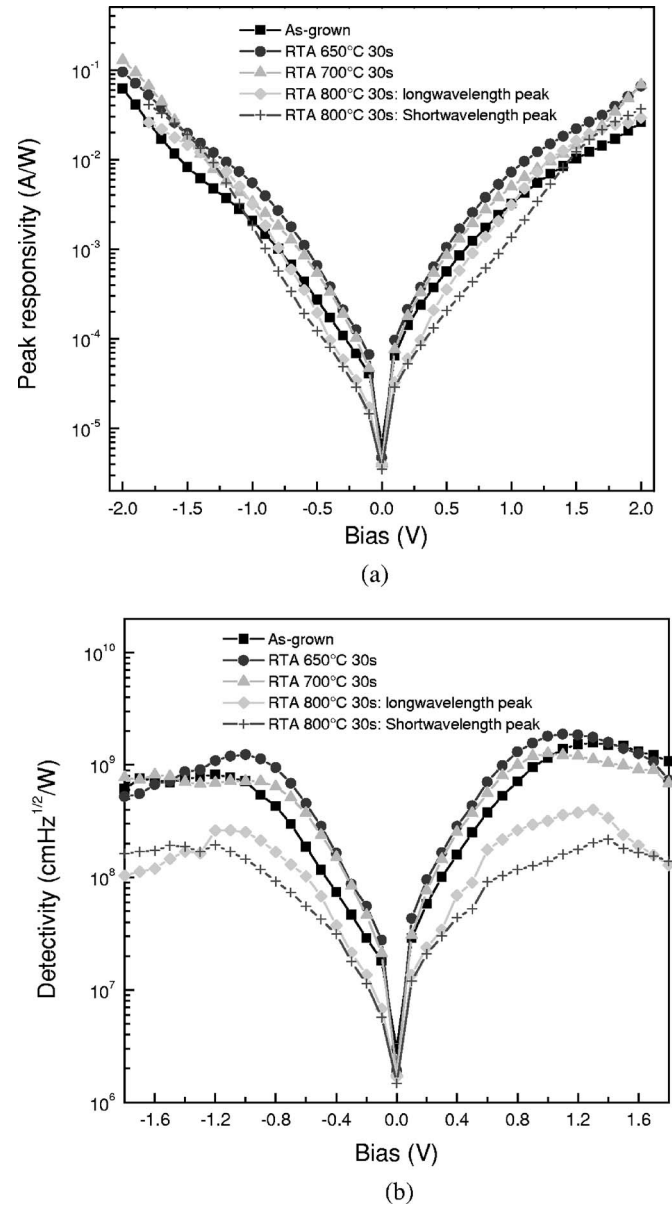 As-grown
RTA 650°C 30s
RTA 700°C 30s
RTA 800°C 30s: longwavelength peak
RTA 800°C 30s: Shortwavelength peak
Peak responsivity (A/W)
10⁻¹
10⁻²
10⁻³
10⁻⁴
10⁻⁵
-2.0 -1.5 -1.0 -0.5 0.0 0.5 1.0 1.5 2.0
Bias (V)
(a)
As-grown
RTA 650°C 30s
RTA 700°C 30s
RTA 800°C 30s: longwavelength peak
RTA 800°C 30s: Shortwavelength peak
Detectivity (cmHz¹ᐟ²/W)
10¹⁰
10⁹
10⁸
10⁷
10⁶
-1.6 -1.2 -0.8 -0.4 0.0 0.4 0.8 1.2 1.6
Bias (V)
(b)